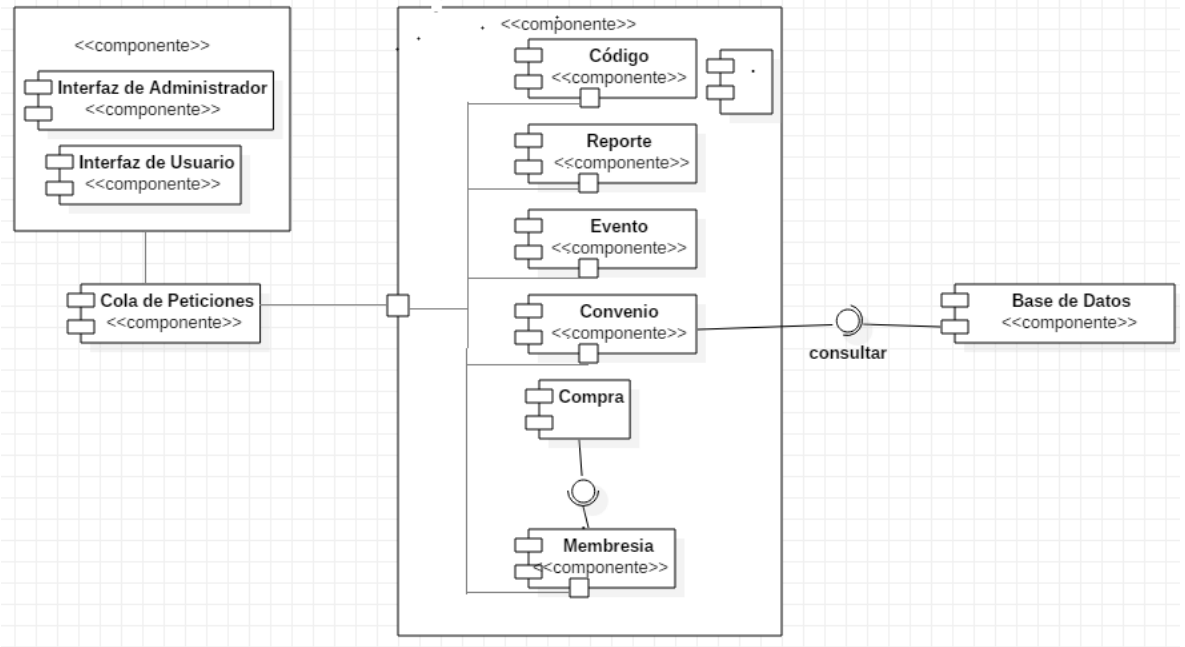 <<componente>>
Interfaz de Administrador
<<componente>>
Interfaz de Usuario
<<componente>>
Cola de Peticiones
<<componente>>
<<componente>>
Código
<<componente>>
Reporte
<<componente>>
Evento
<<componente>>
Convenio
<<componente>>
Compra
Membresia
<<componente>>
consultar
Base de Datos
<<componente>>